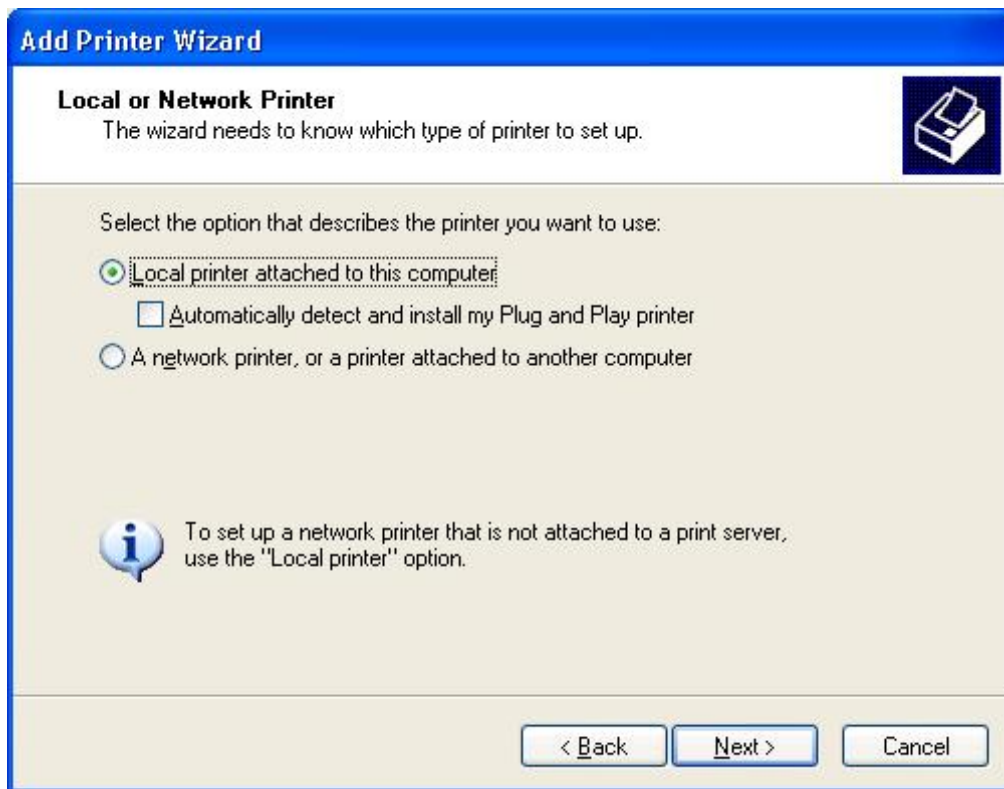 Add Printer Wizard
Local or Network Printer
The wizard needs to know which type of printer to set up.
Select the option that describes the printer you want to use:
Local printer attached to this computer
Automatically detect and install my Plug and Play printer
A network printer, or a printer attached to another computer
To set up a network printer that is not attached to a print server,
use the "Local printer" option.
< Back Next > Cancel